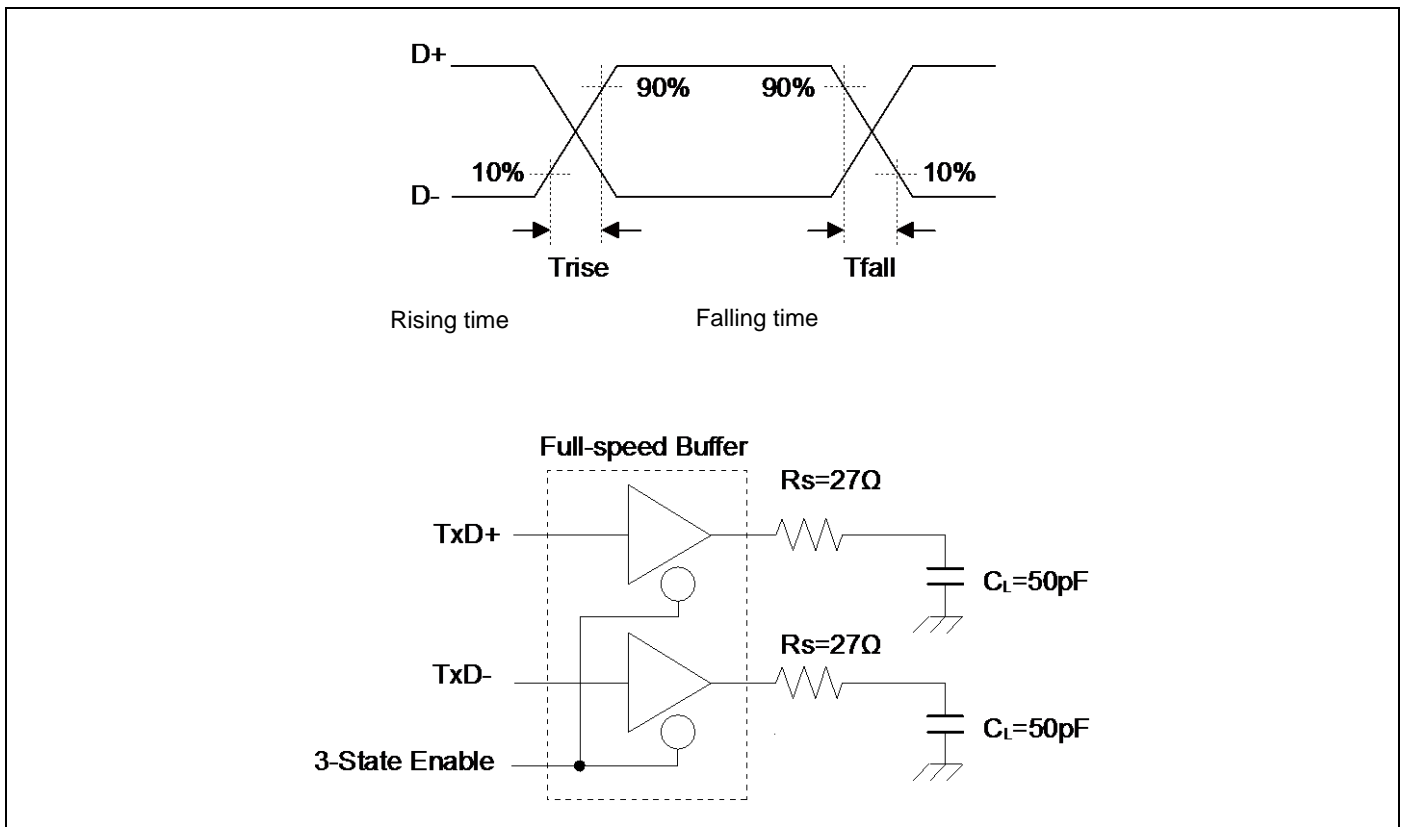 D+
90%
90%
10%
10%
D-
Trise
Tfall
Rising time
Falling time
Full-speed Buffer
Rs=27Ω
TxD+
CL=50pF
Rs=27Ω
TxD-
CL=50pF
3-State Enable